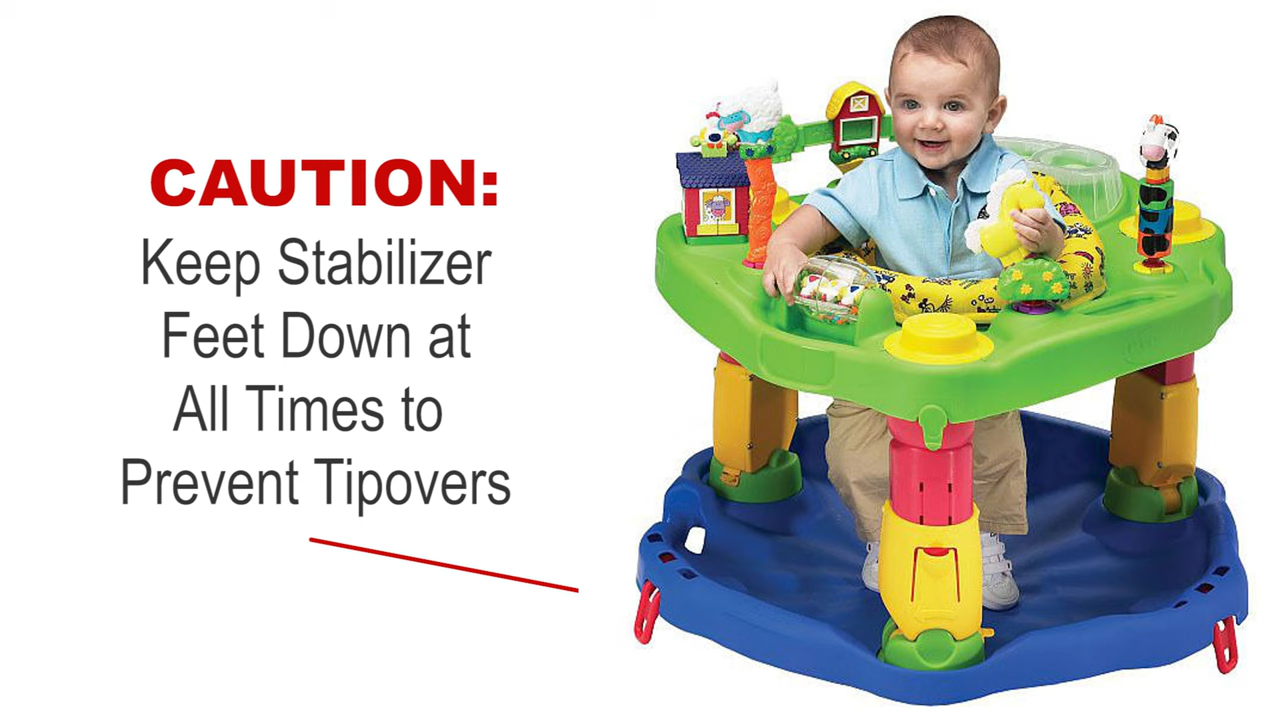 CAUTION:
Keep Stabilizer
Feet Down at
All Times to
Prevent Tipovers